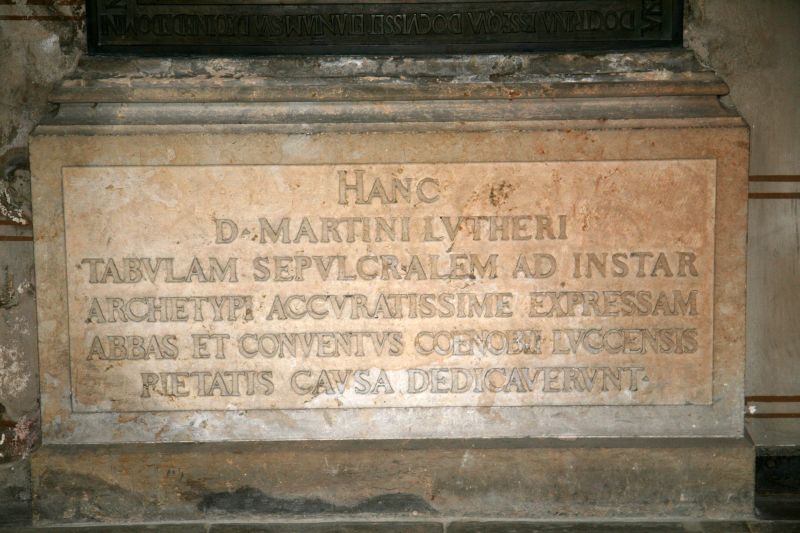 HANC
D. MARTINI LVTHERI
TABVLAM SEPVLCRALEM AD INSTAR
ARCHETYPI ACCVRATISSIME EXPRESSAM
ABBAS ET CONVENTVS COENOBII LVCCENSIS
PIETATIS CAVSA DEDICAVERVNT.